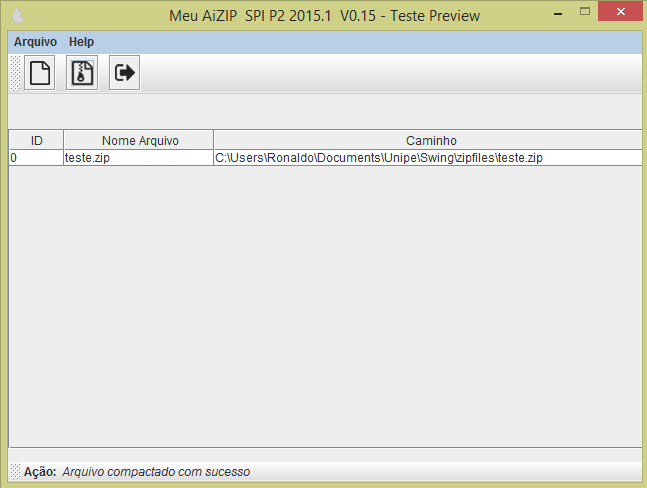 Meu AiZIP SPI P2 2015.1 V0.15 - Teste Preview
Arquivo Help
ID Nome Arquivo Caminho
0 teste.zip C:\Users\Ronaldo\Documents\Unipe\Swing\zipfiles\teste.zip
Ação: Arquivo compactado com sucesso